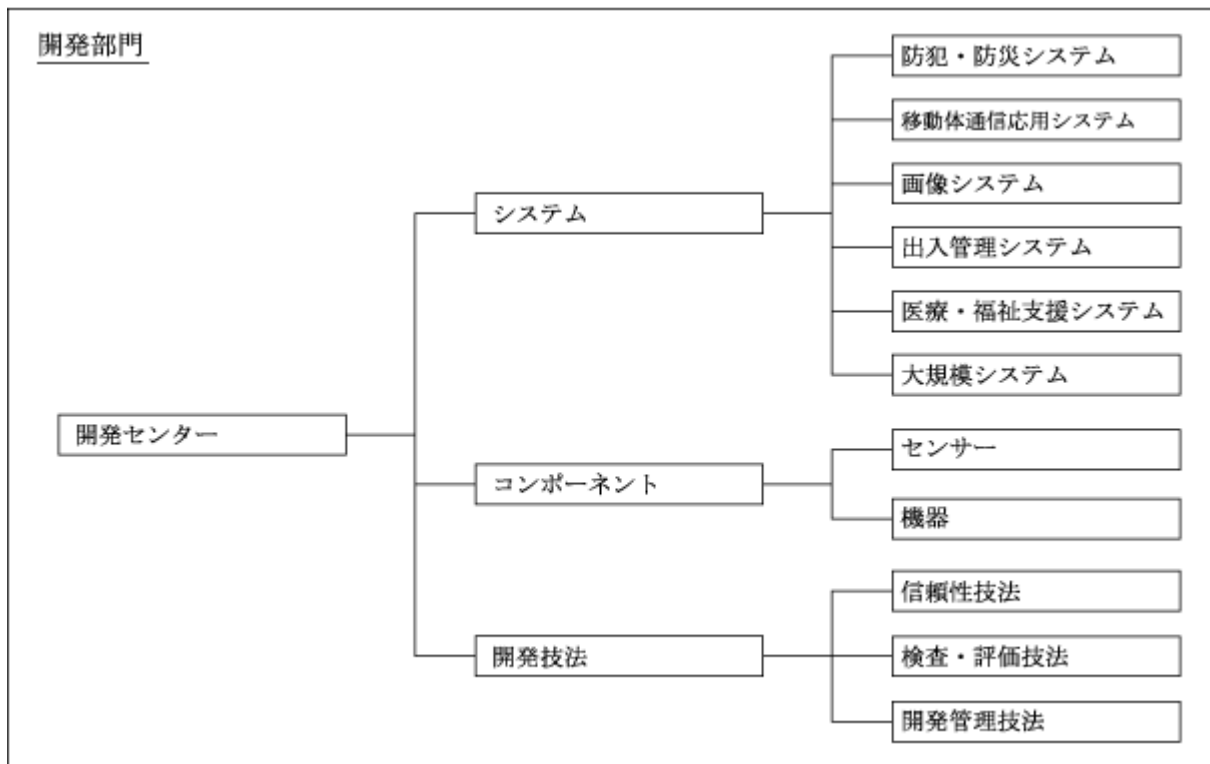 開発部門
開発センター
システム
防犯・防災システム
移動体通信応用システム
画像システム
出入管理システム
医療・福祉支援システム
大規模システム
コンポーネント
センサー
機器
開発技法
信頼性技法
検査・評価技法
開発管理技法